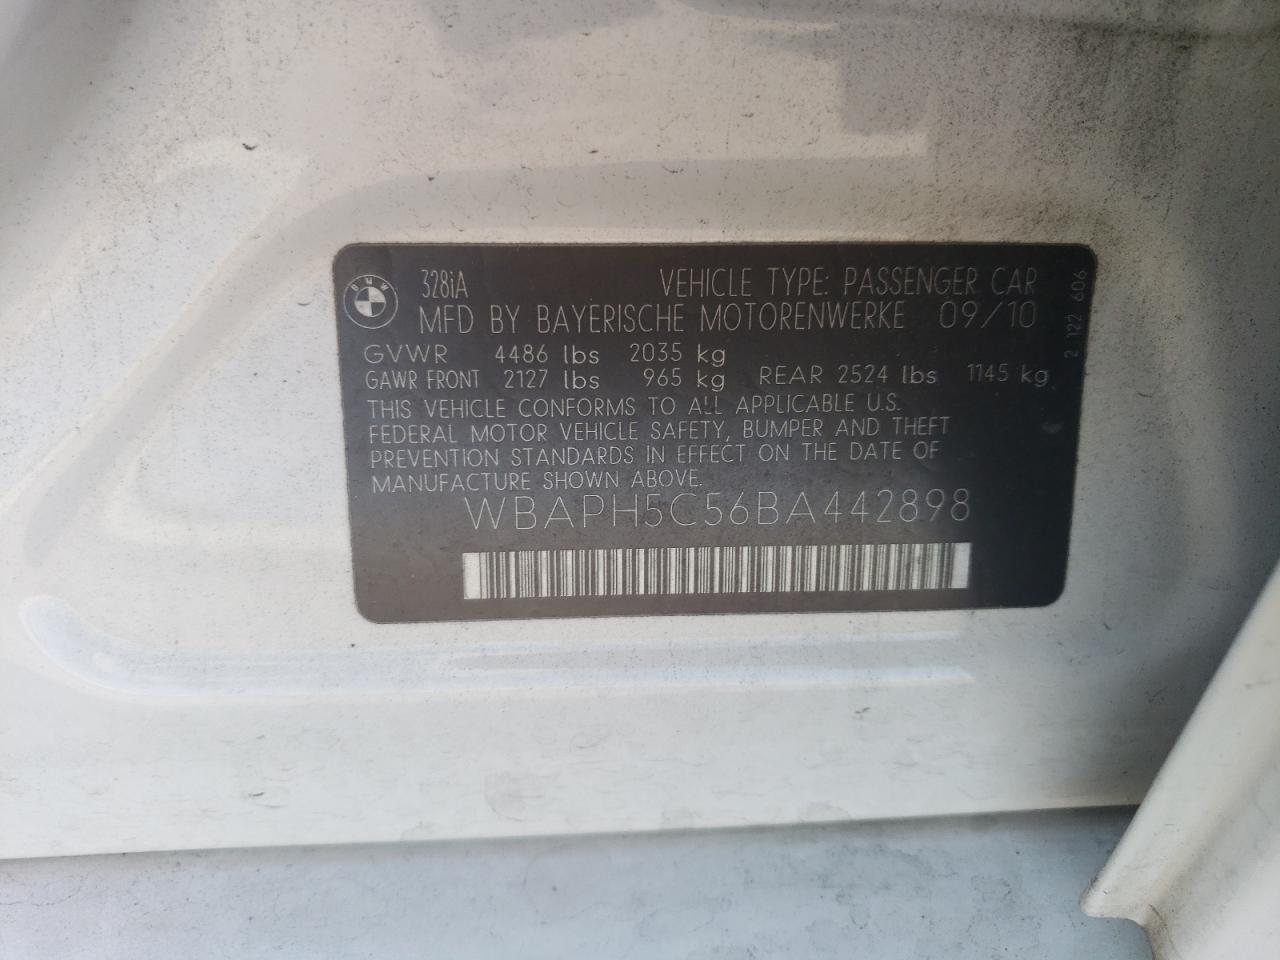 BMW
328iA VEHICLE TYPE: PASSENGER CAR
MFD BY BAYERISCHE MOTORENWERKE 09/10
GVWR 4486 lbs 2035 kg
GAWR FRONT 2127 lbs 965 kg REAR 2524 lbs 1145 kg
THIS VEHICLE CONFORMS TO ALL APPLICABLE U.S.
FEDERAL MOTOR VEHICLE SAFETY, BUMPER AND THEFT
PREVENTION STANDARDS IN EFFECT ON THE DATE OF
MANUFACTURE SHOWN ABOVE.
WBAPH5C56BA442898
2 122 606